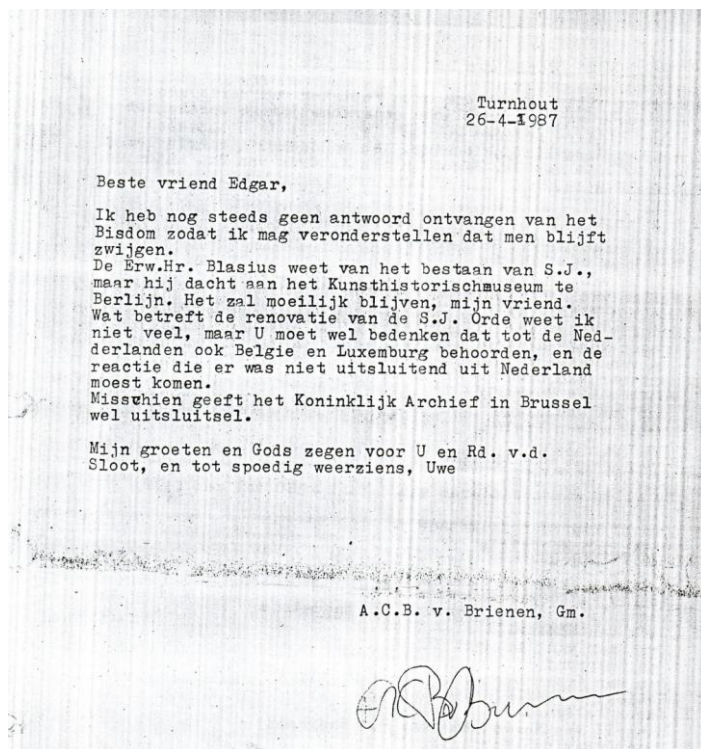 Turnhout
26-4-1987
Beste vriend Edgar,
Ik heb nog steeds geen antwoord ontvangen van het
Bisdom zodat ik mag veronderstellen dat men blijft
zwijgen.
De Erw.Hr. Blasius weet van het bestaan van S.J.,
maar hij dacht aan het Kunsthistorischmuseum te
Berlijn. Het zal moeilijk blijven, mijn vriend.
Wat betreft de renovatie van de S.J. Orde weet ik
niet veel, maar U moet wel bedenken dat tot de Ned-
derlanden ook Belgie en Luxemburg behoorden, en de
reactie die er was niet uitsluitend uit Nederland
moest komen.
Misschien geeft het Koninklijk Archief in Brussel
wel uitsluitsel.
Mijn groeten en Gods zegen voor U en Rd. v.d.
Sloot, en tot spoedig weerziens, Uwe
A.C.B. v. Brienen, Gm.